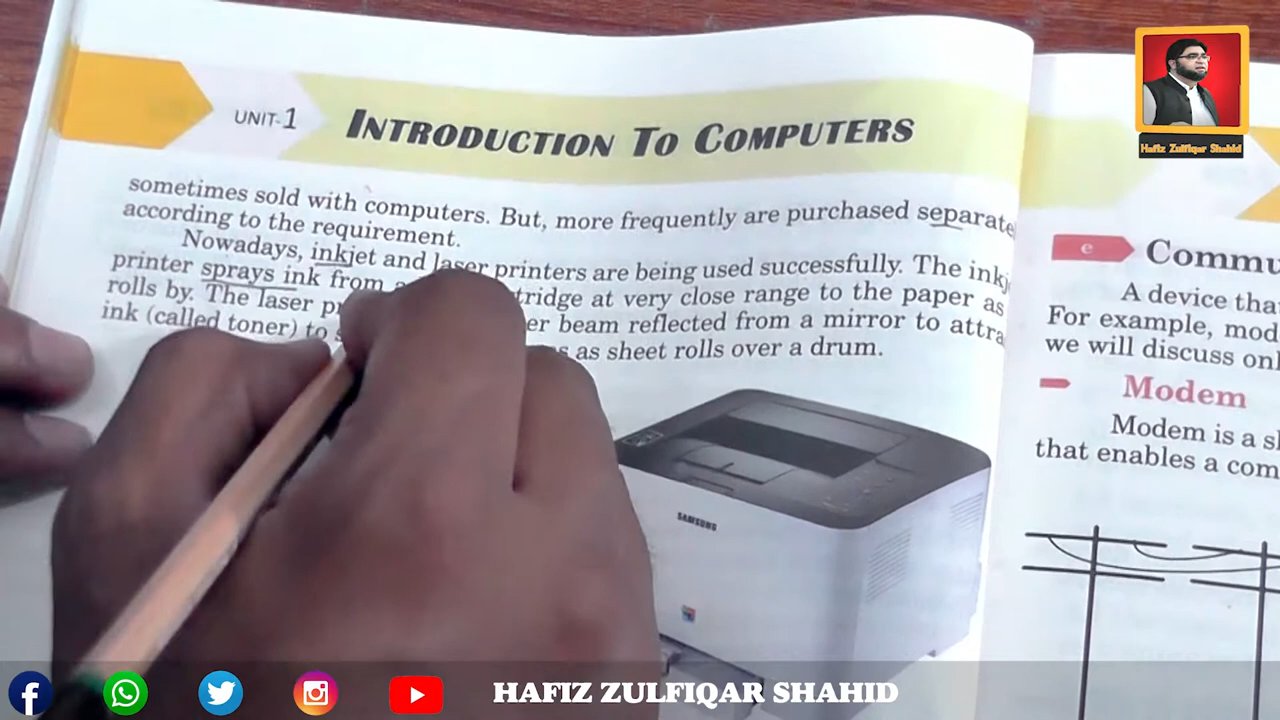 UNIT-1 INTRODUCTION TO COMPUTERS
sometimes sold with computers. But, more frequently are purchased separate
according to the requirement.
Nowadays, inkjet and laser printers are being used successfully. The inkj
printer sprays ink from tridge at very close range to the paper as
rolls by. The laser pr er beam reflected from a mirror to attra
ink (called toner) to s as sheet rolls over a drum.
SAMSUNG
e Commu
A device tha
For example, mod
we will discuss onl
Modem
Modem is a sl
that enables a com
Hafiz Zulfiqar Shahid
HAFIZ ZULFIQAR SHAHID